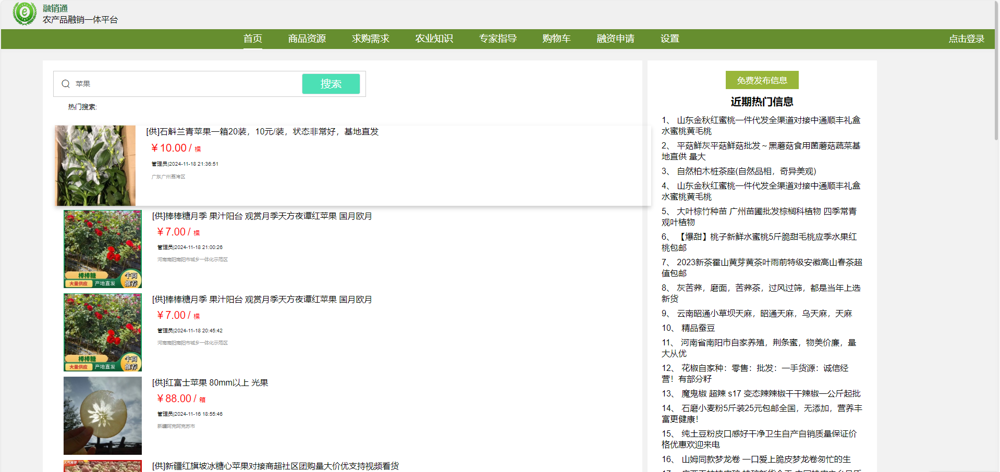 融销通
农产品融销一体平台
首页 商品资源 求购需求 农业知识 专家指导 购物车 融资申请 设置 点击登录
苹果 搜索
热门搜索:
[供]石斛兰青苹果一箱20装，10元/装，状态非常好，基地直发
¥ 10.00 / 棵
管理员|2024-11-18 21:36:51
广东广州荔湾区
[供]棒棒糖月季 果汁阳台 观赏月季天方夜谭红苹果 国月欧月
¥ 7.00 / 棵
管理员|2024-11-18 21:00:26
河南南阳南阳市城乡一体化示范区
棒棒糖
大量供应 产地直发
牛商
推荐
[供]棒棒糖月季 果汁阳台 观赏月季天方夜谭红苹果 国月欧月
¥ 7.00 / 棵
管理员|2024-11-18 20:45:42
河南南阳南阳市城乡一体化示范区
棒棒糖
大量供应 产地直发
牛商
推荐
[供]红富士苹果 80mm以上 光果
¥ 88.00 / 箱
管理员|2024-11-16 18:55:46
新疆阿克阿克苏市
[供]新疆红旗坡冰糖心苹果对接商超社区团购量大价优支持视频看货
人气推荐
免费发布信息
近期热门信息
1、 山东金秋红蜜桃一件代发全渠道对接中通顺丰礼盒
水蜜桃黄毛桃
2、 平菇鲜灰平菇鲜菇批发～黑蘑菇食用菌蘑菇蔬菜基
地直供 量大
3、 自然柏木桩茶座(自然品相，奇异美观)
4、 山东金秋红蜜桃一件代发全渠道对接中通顺丰礼盒
水蜜桃黄毛桃
5、 大叶棕竹种苗 广州苗圃批发棕榈科植物 四季常青
观叶植物
6、 【爆甜】桃子新鲜水蜜桃5斤脆甜毛桃应季水果红
桃包邮
7、 2023新茶霍山黄芽黄茶叶雨前特级安徽高山春茶超
值包邮
8、 灰苦荞，磨面，苦荞茶，过风过筛，都是当年上选
新货
9、 云南昭通小草坝天麻，昭通天麻，乌天麻，天麻
10、 精品蚕豆
11、 河南省南阳市自家养殖，荆条蜜，物美价廉，量
大从优
12、 花椒自家种：零售：批发：一手货源：诚信经
营！有部分籽
13、 魔鬼椒 超辣 s17 变态辣辣椒干干辣椒一公斤起批
14、 石磨小麦粉5斤装25元包邮全国，无添加，营养丰
富更健康！
15、 纯土豆粉皮口感好干净卫生自产自销质量保证价
格优惠欢迎来电
16、 山姆同款梦龙卷 一口爱上脆皮梦龙卷匆忙的生